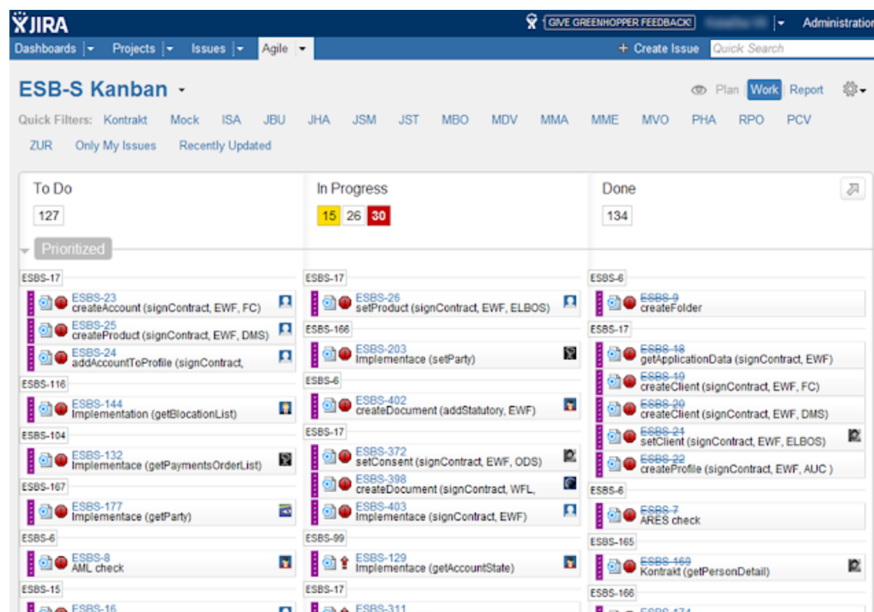 JIRA
GIVE GREENHOPPER FEEDBACK!
Administration
Dashboards Projects Issues Agile
+ Create Issue Quick Search
ESB-S Kanban
Plan Work Report
Quick Filters: Kontrakt Mock ISA JBU JHA JSM JST MBO MDV MMA MME MVO PHA RPO PCV
ZUR Only My Issues Recently Updated
To Do
127
In Progress
15 26 30
Done
134
Prioritized
ESBS-17
ESBS-23
createAccount (signContract, EWF, FC)
ESBS-25
createProduct (signContract, EWF, DMS)
ESBS-24
addAccountToProfile (signContract,
ESBS-116
ESBS-144
Implementation (getBlocationList)
ESBS-104
ESBS-132
Implementace (getPaymentsOrderList)
ESBS-167
ESBS-177
Implementace (getParty)
ESBS-6
ESBS-8
AML check
ESBS-15
ESBS-16
ESBS-17
ESBS-26
setProduct (signContract, EWF, ELBOS)
ESBS-166
ESBS-203
Implementace (setParty)
ESBS-6
ESBS-402
createDocument (addStatutory, EWF)
ESBS-17
ESBS-372
setConsent (signContract, EWF, ODS)
ESBS-398
createDocument (signContract, WFL,
ESBS-403
Implementace (signContract, EWF)
ESBS-99
ESBS-129
Implementace (getAccountState)
ESBS-17
ESBS-311
ESBS-6
ESBS-9
createFolder
ESBS-17
ESBS-18
getApplicationData (signContract, EWF)
ESBS-19
createClient (signContract, EWF, FC)
ESBS-20
createClient (signContract, EWF, DMS)
ESBS-21
setClient (signContract, EWF, ELBOS)
ESBS-22
createProfile (signContract, EWF, AUC )
ESBS-6
ESBS-7
ARES check
ESBS-165
ESBS-169
Kontrakt (getPersonDetail)
ESBS-166
ESBS-174